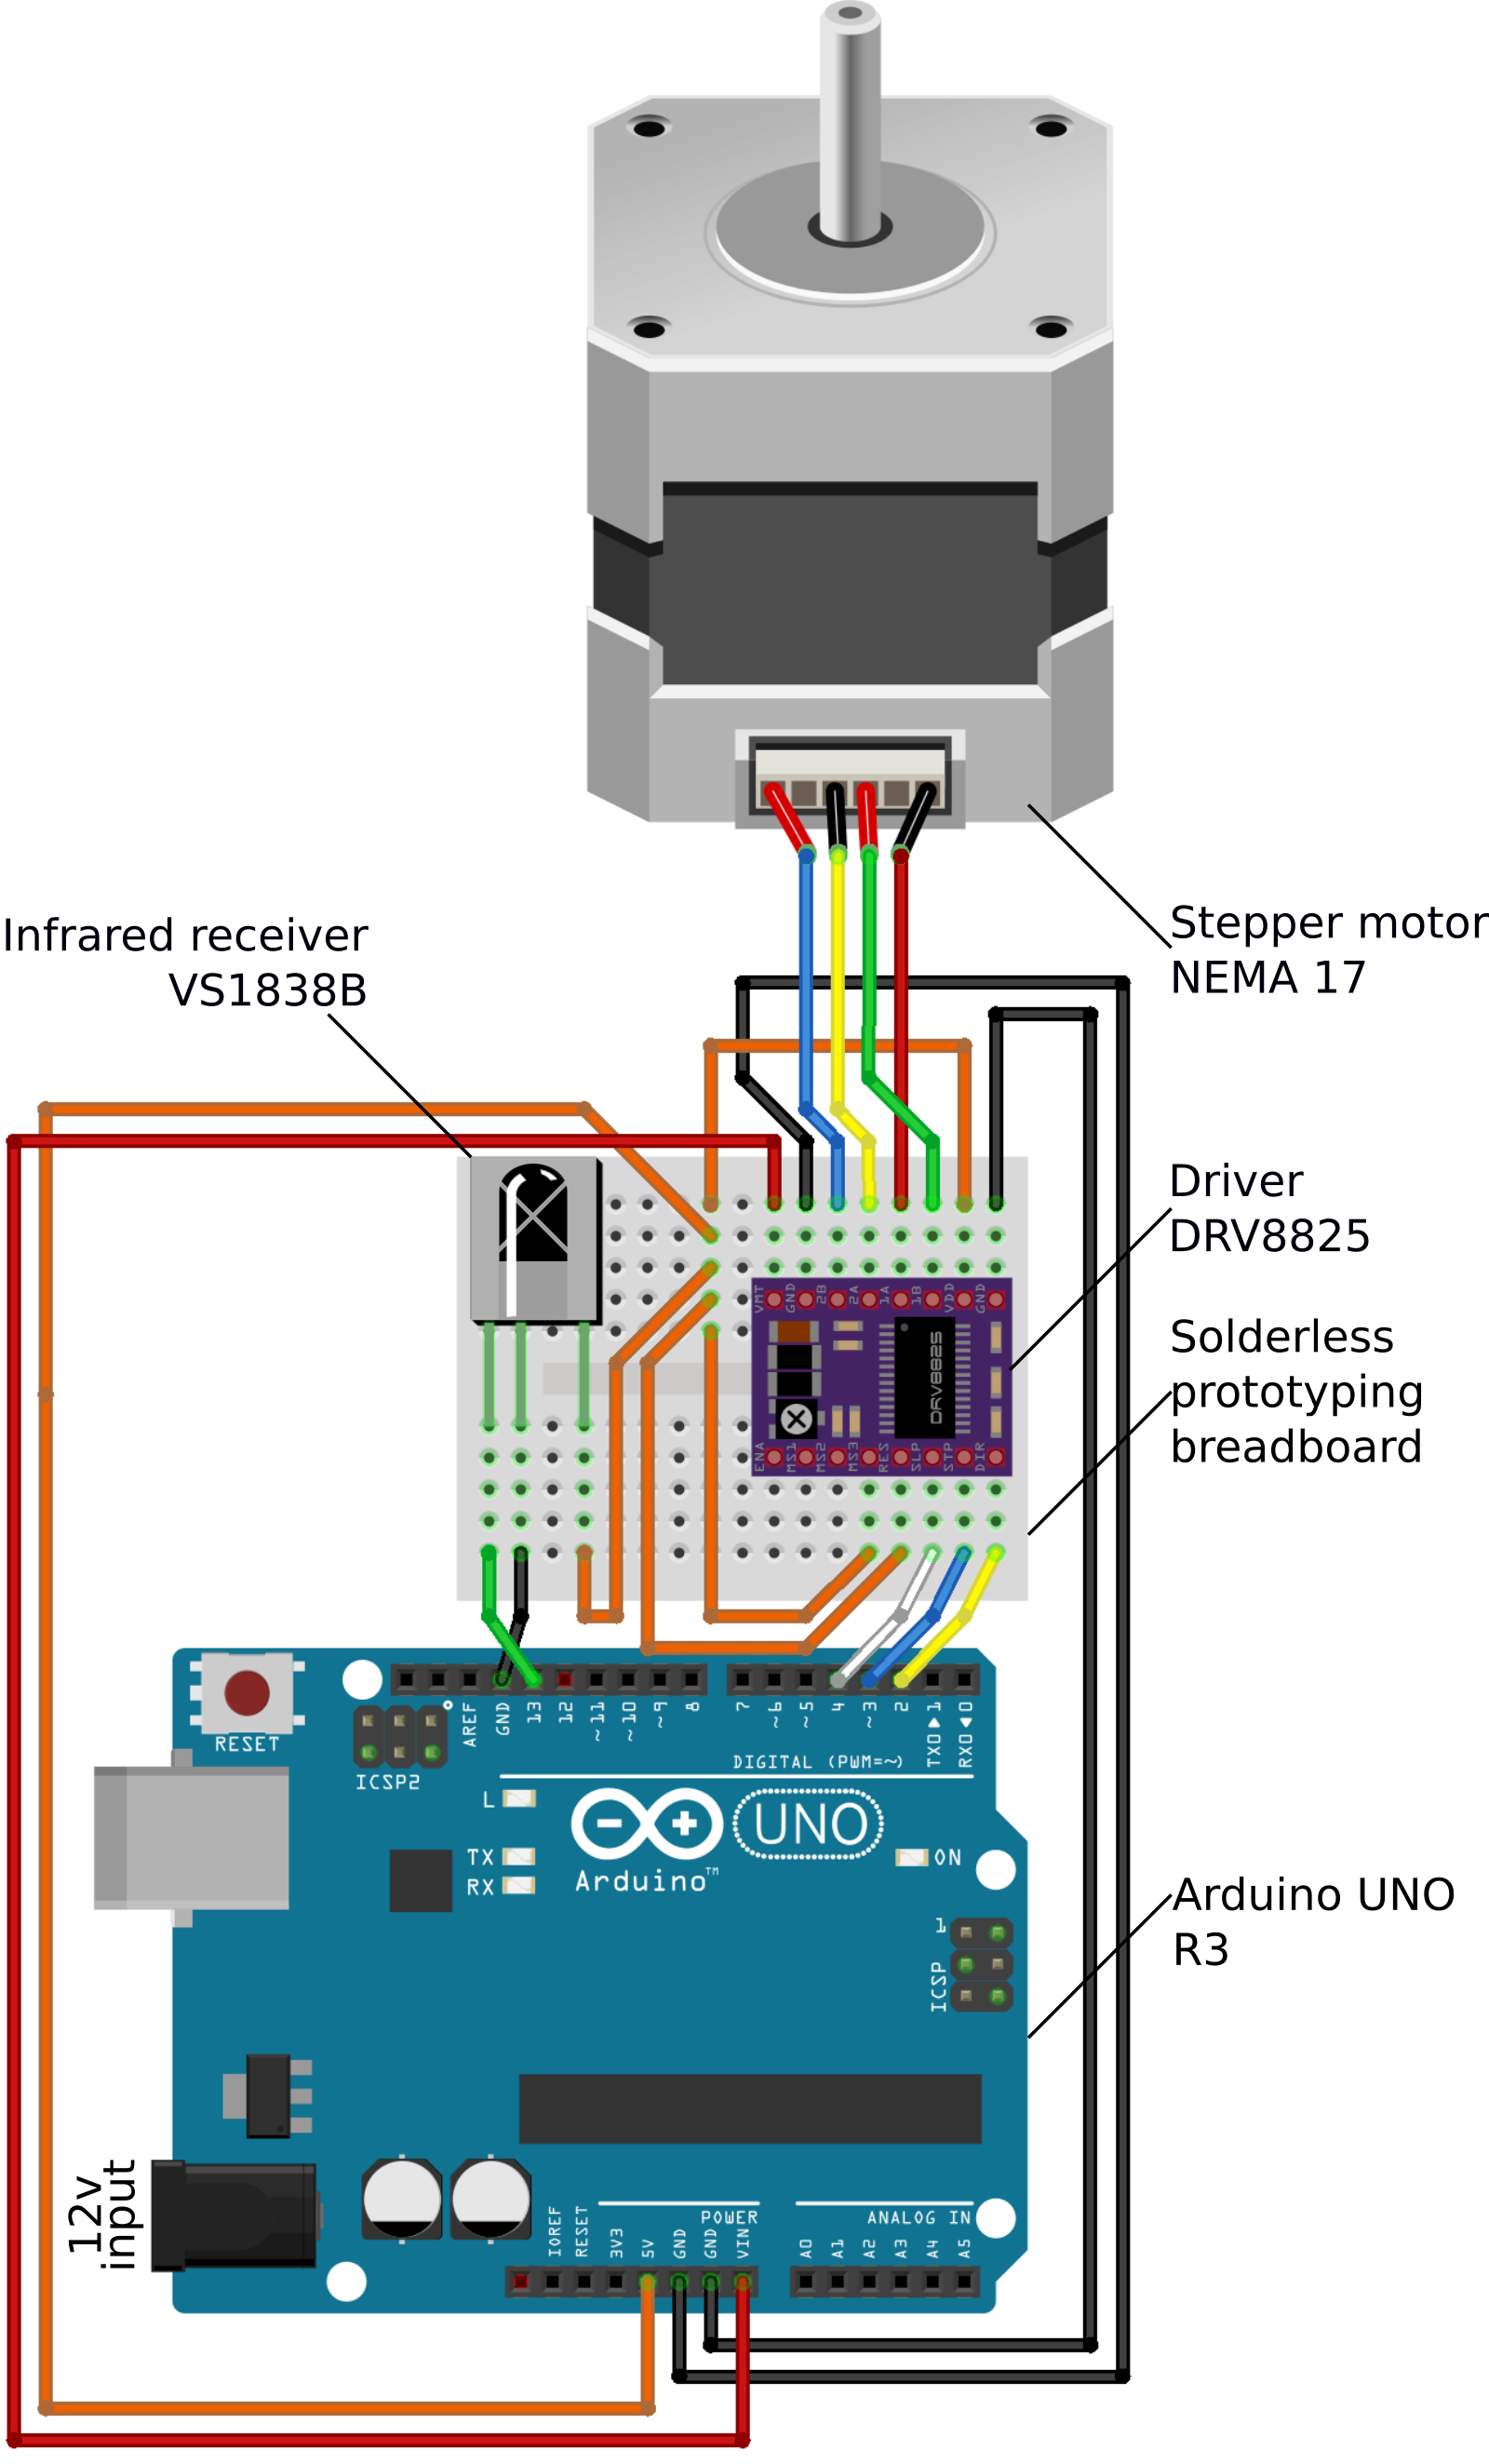 Stepper motor
NEMA 17
Infrared receiver
VS1838B
Driver
DRV8825
VMT
GND
2B
2A
1A
1B
VDD
GND
DRV8825
ENA
MS1
MS2
MS3
RES
SLP
STP
DIR
Solderless
prototyping
breadboard
RESET
ICSP2
AREF
GND
13
12
~11
~10
~9
8
7
~6
~5
4
~3
2
TX0▶1
RX0◀0
DIGITAL (PWM=~)
L
TX
RX
Arduino™
UNO
ON
1
ICSP
Arduino UNO
R3
12v
input
IOREF
RESET
3V3
5V
GND
GND
VIN
POWER
ANALOG IN
A0
A1
A2
A3
A4
A5